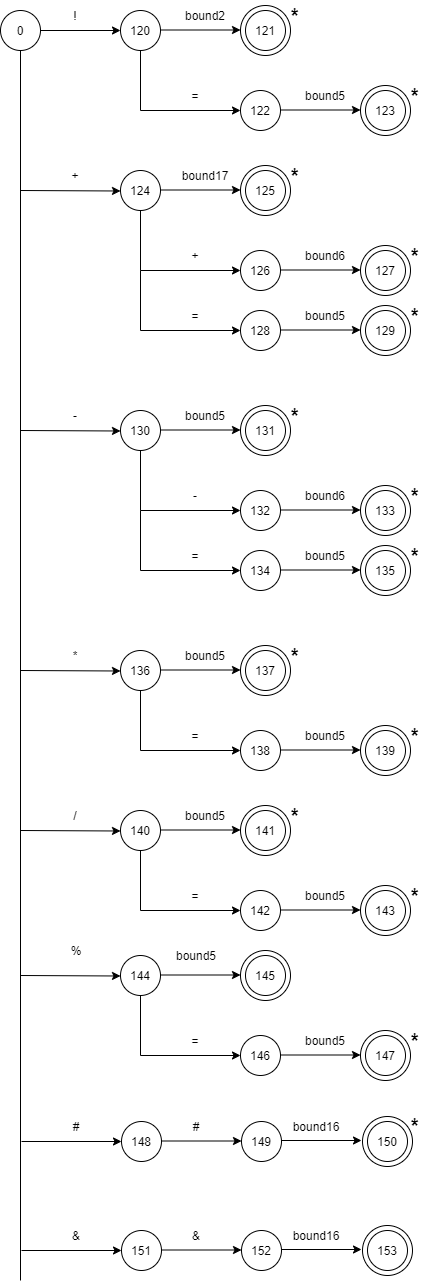 ! bound2 *
0 120 121
= bound5 *
122 123
+ bound17 *
124 125
+ bound6 *
126 127
= bound5 *
128 129
- bound5 *
130 131
- bound6 *
132 133
= bound5 *
134 135
* bound5 *
136 137
= bound5 *
138 139
/ bound5 *
140 141
= bound5 *
142 143
% bound5
144 145
= bound5 *
146 147
# # bound16 *
148 149 150
& & bound16
151 152 153